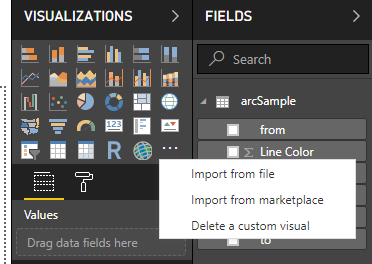 VISUALIZATIONS
FIELDS
Search
arcSample
from
Line Color
Import from file
Import from marketplace
Delete a custom visual
to
Values
Drag data fields here
R
123